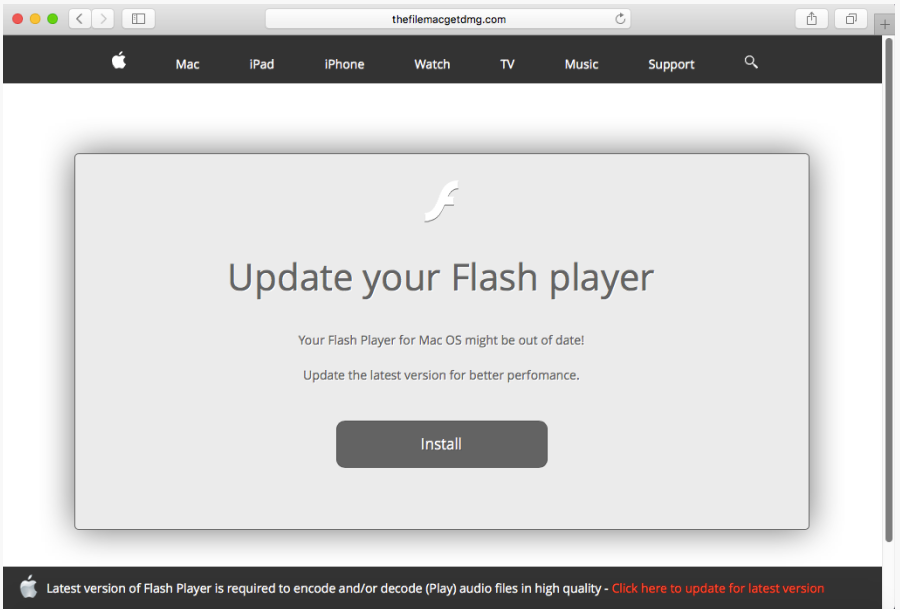 thefilemacgetdmg.com
Mac iPad iPhone Watch TV Music Support
Update your Flash player
Your Flash Player for Mac OS might be out of date!
Update the latest version for better perfomance.
Install
Latest version of Flash Player is required to encode and/or decode (Play) audio files in high quality - Click here to update for latest version